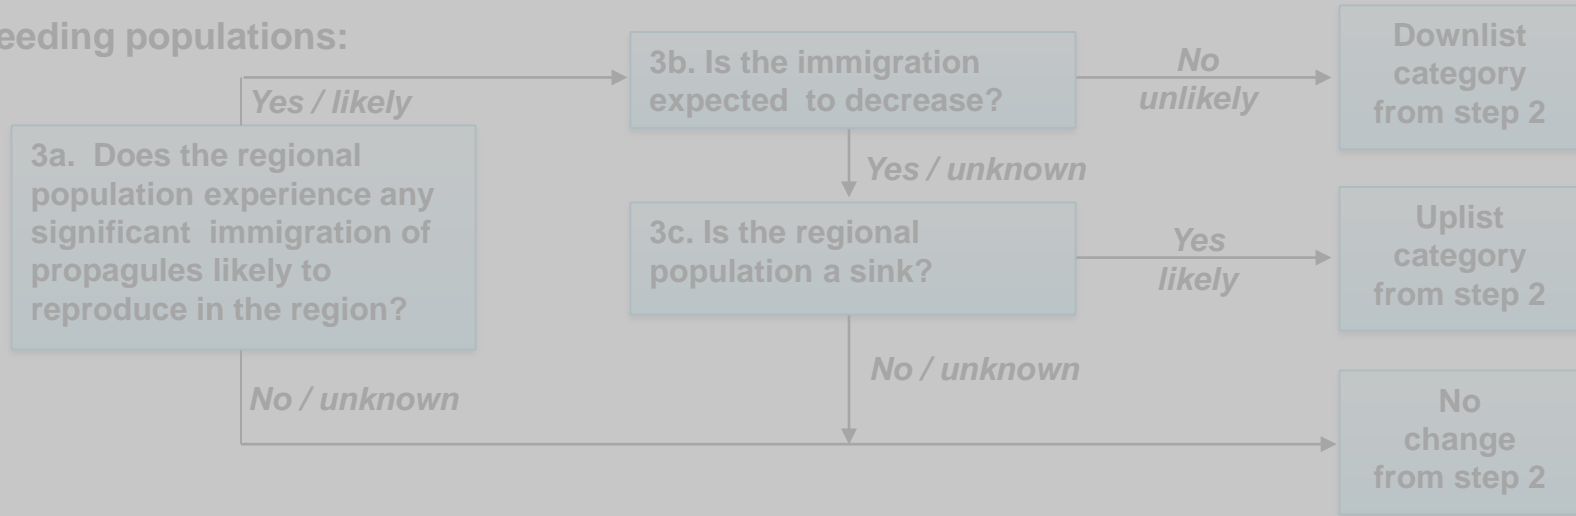 eeding populations:
3a. Does the regional
population experience any
significant immigration of
propagules likely to
reproduce in the region?
Yes / likely
No / unknown
3b. Is the immigration
expected to decrease?
No
unlikely
Yes / unknown
3c. Is the regional
population a sink?
Yes
likely
No / unknown
Downlist
category
from step 2
Uplist
category
from step 2
No
change
from step 2